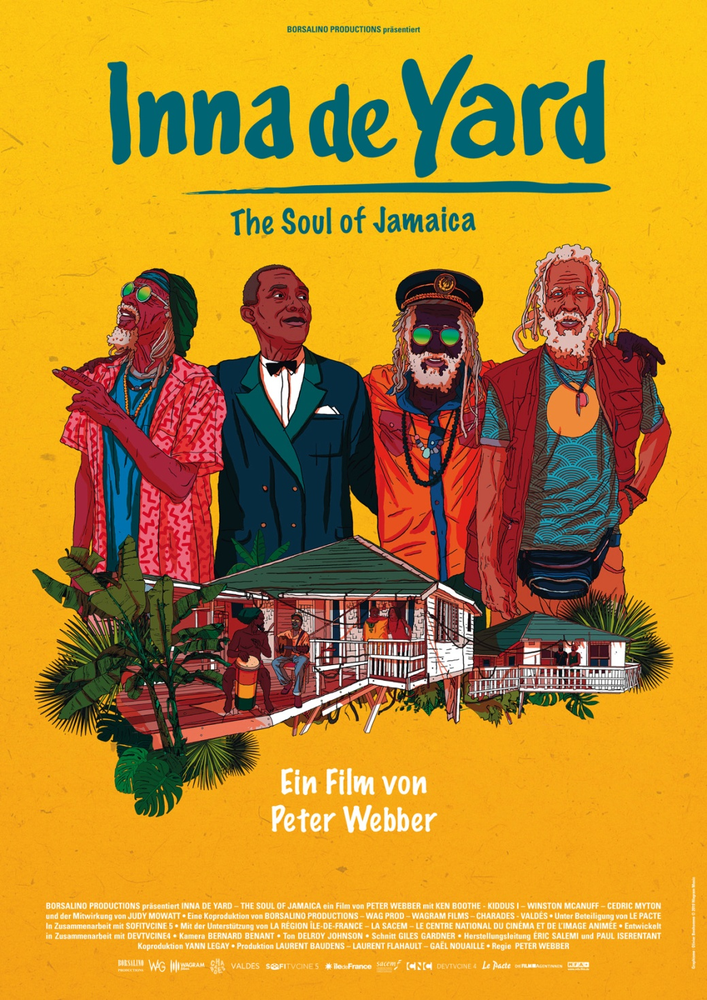 BORSALINO PRODUCTIONS präsentiert
Inna de Yard
The Soul of Jamaica
Ein Film von
Peter Webber
BORSALINO PRODUCTIONS präsentiert INNA DE YARD – THE SOUL OF JAMAICA ein Film von PETER WEBBER mit KEN BOOTHE - KIDDUS I – WINSTON MCANUFF – CEDRIC MYTON
und der Mitwirkung von JUDY MOWATT • Eine Koproduktion von BORSALINO PRODUCTIONS – WAG PROD – WAGRAM FILMS – CHARADES - VALDÈS • Unter Beteiligung von LE PACTE
In Zusammenarbeit mit SOFITVCINE 5 • Mit der Unterstützung von LA RÉGION ÎLE-DE-FRANCE – LA SACEM – LE CENTRE NATIONAL DU CINÉMA ET DE L'IMAGE ANIMÉE • Entwickelt
in Zusammenarbeit mit DEVTVCINE4 • Kamera BERNARD BENANT • Ton DELROY JOHNSON • Schnitt GILES GARDNER • Herstellungsleitung ÉRIC SALEMI und PAUL ISERENTANT
Koproduktion YANN LEGAY • Produktion LAURENT BAUDENS – LAURENT FLAHAULT – GAËL NOUAILLE • Regie PETER WEBBER
BORSALINO PRODUCTIONS WAG WAGRAM CHARADES VALDÈS SOFITVCINE 5 îledeFrance sacem CNC DEVTVCINE 4 Le Pacte DIEFILMAGENTINNEN MFA+